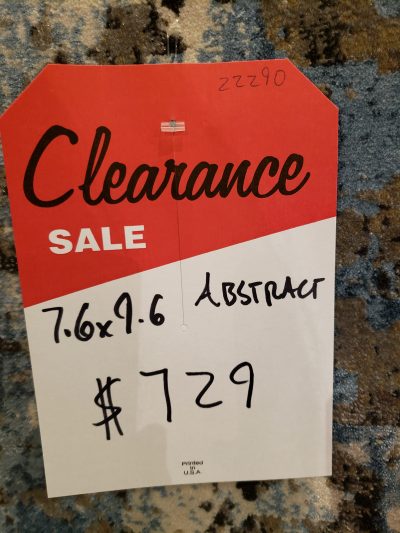 22290
Clearance
SALE
7.6x9.6 ABSTRACT
$729
Printed
in
U.S.A